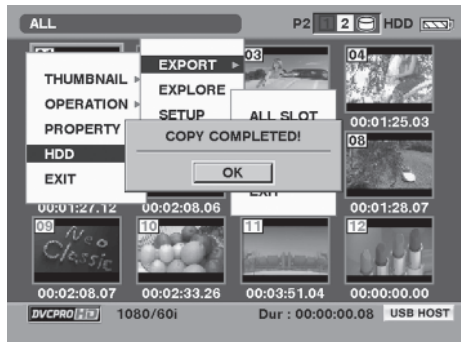 ALL
P2 1 2 HDD
03
04
THUMBNAIL
OPERATION
PROPERTY
HDD
EXIT
EXPORT
EXPLORE
SETUP
ALL SLOT
COPY COMPLETED!
OK
EXIT
00:01:25.03
08
00:01:27.12 00:02:08.06 00:01:28.07
09 10 11 12
Neo
Classic
00:02:08.07 00:02:33.26 00:03:51.04 00:00:00.00
DVCPRO HD 1080/60i Dur : 00:00:00.08 USB HOST